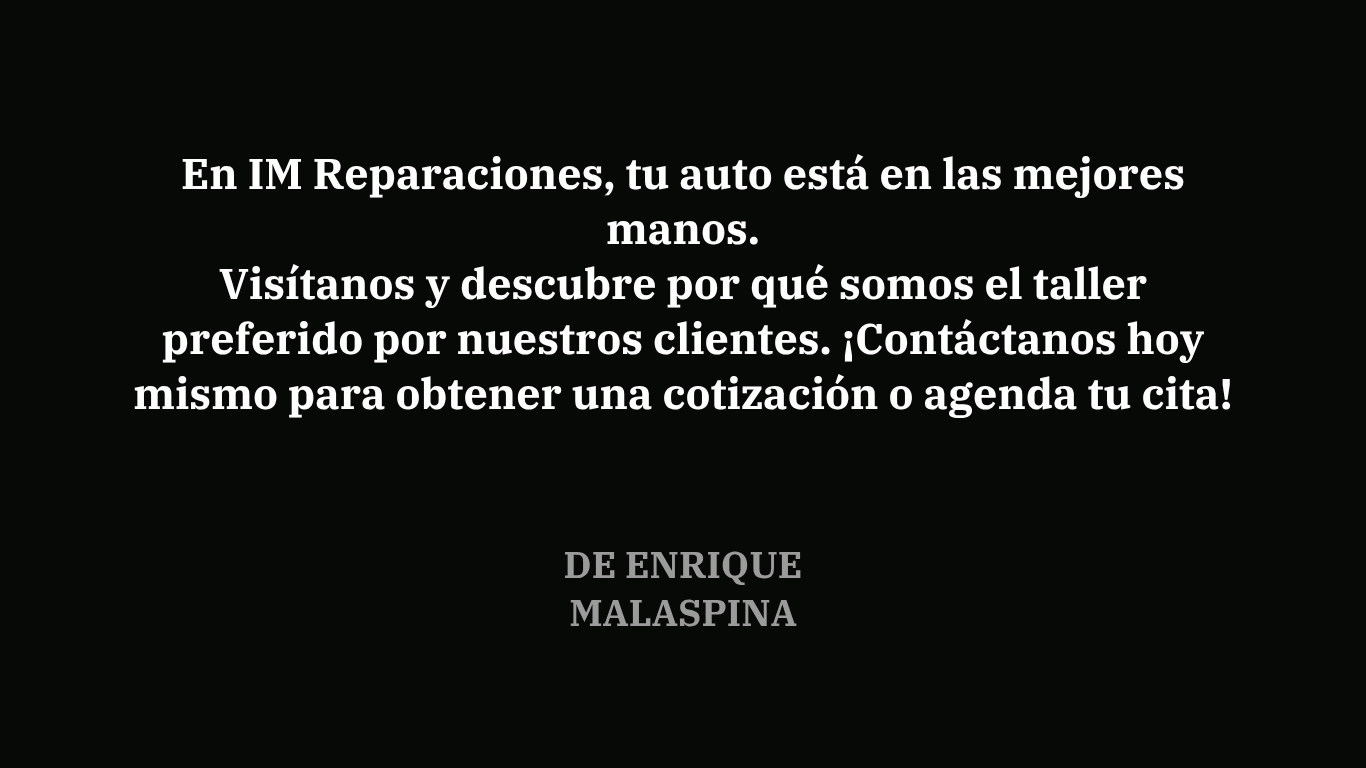 En IM Reparaciones, tu auto está en las mejores
manos.
Visítanos y descubre por qué somos el taller
preferido por nuestros clientes. ¡Contáctanos hoy
mismo para obtener una cotización o agenda tu cita!
DE ENRIQUE
MALASPINA